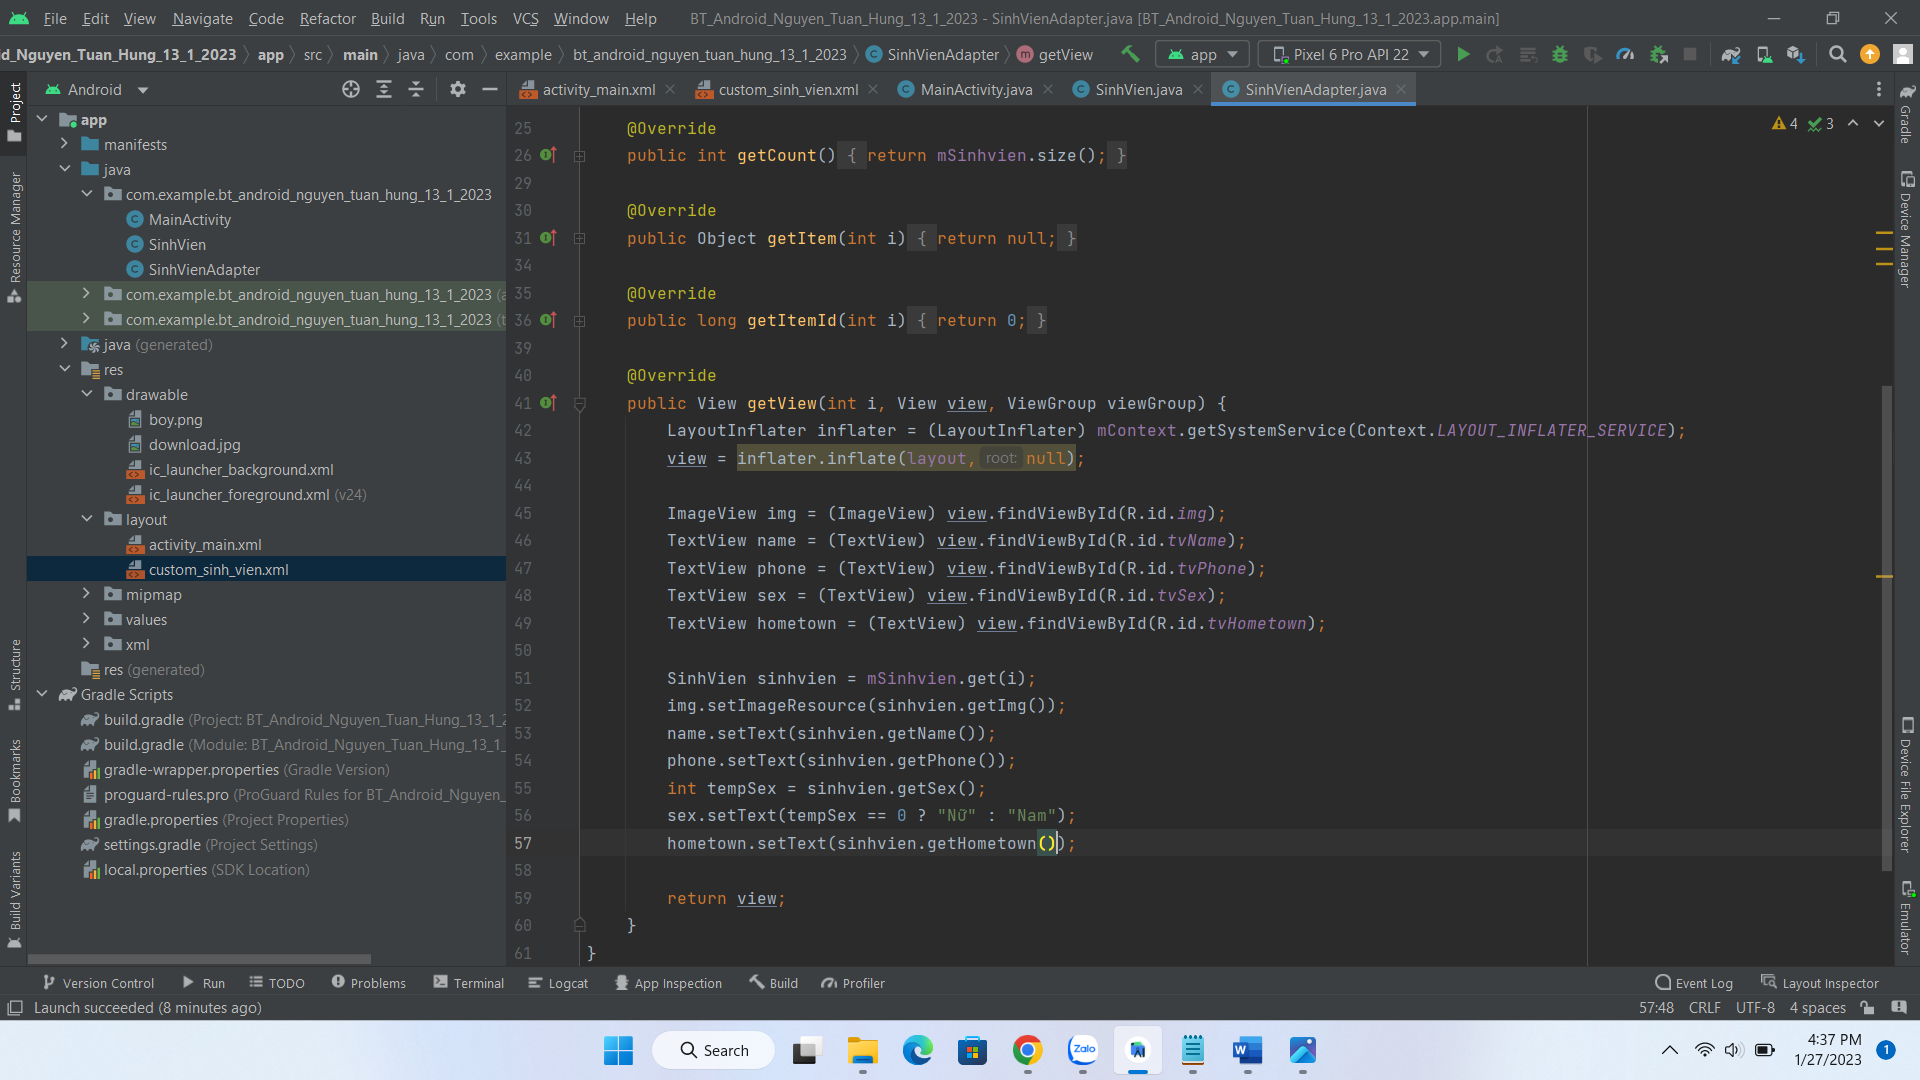 File Edit View Navigate Code Refactor Build Run Tools VCS Window Help BT_Android_Nguyen_Tuan_Hung_13_1_2023 - SinhVienAdapter.java [BT_Android_Nguyen_Tuan_Hung_13_1_2023.app.main]
d_Nguyen_Tuan_Hung_13_1_2023 app src main java com example bt_android_nguyen_tuan_hung_13_1_2023 SinhVienAdapter getView app Pixel 6 Pro API 22
Android
activity_main.xml custom_sinh_vien.xml MainActivity.java SinhVien.java SinhVienAdapter.java
Project
Resource Manager
Structure
Bookmarks
Build Variants
app
manifests
java
com.example.bt_android_nguyen_tuan_hung_13_1_2023
MainActivity
SinhVien
SinhVienAdapter
com.example.bt_android_nguyen_tuan_hung_13_1_2023 (a
com.example.bt_android_nguyen_tuan_hung_13_1_2023 (t
java (generated)
res
drawable
boy.png
download.jpg
ic_launcher_background.xml
ic_launcher_foreground.xml (v24)
layout
activity_main.xml
custom_sinh_vien.xml
mipmap
values
xml
res (generated)
Gradle Scripts
build.gradle (Project: BT_Android_Nguyen_Tuan_Hung_13_1_2
build.gradle (Module: BT_Android_Nguyen_Tuan_Hung_13_1_
gradle-wrapper.properties (Gradle Version)
proguard-rules.pro (ProGuard Rules for BT_Android_Nguyen_
gradle.properties (Project Properties)
settings.gradle (Project Settings)
local.properties (SDK Location)
4 3
25 @Override
26 public int getCount() { return mSinhvien.size(); }
29
30 @Override
31 public Object getItem(int i) { return null; }
34
35 @Override
36 public long getItemId(int i) { return 0; }
39
40 @Override
41 public View getView(int i, View view, ViewGroup viewGroup) {
42 LayoutInflater inflater = (LayoutInflater) mContext.getSystemService(Context.LAYOUT_INFLATER_SERVICE);
43 view = inflater.inflate(layout, root: null);
44
45 ImageView img = (ImageView) view.findViewById(R.id.img);
46 TextView name = (TextView) view.findViewById(R.id.tvName);
47 TextView phone = (TextView) view.findViewById(R.id.tvPhone);
48 TextView sex = (TextView) view.findViewById(R.id.tvSex);
49 TextView hometown = (TextView) view.findViewById(R.id.tvHometown);
50
51 SinhVien sinhvien = mSinhvien.get(i);
52 img.setImageResource(sinhvien.getImg());
53 name.setText(sinhvien.getName());
54 phone.setText(sinhvien.getPhone());
55 int tempSex = sinhvien.getSex();
56 sex.setText(tempSex == 0 ? "Nữ" : "Nam");
57 hometown.setText(sinhvien.getHometown());
58
59 return view;
60 }
61 }
Gradle
Device Manager
Device File Explorer
Emulator
Version Control Run TODO Problems Terminal Logcat App Inspection Build Profiler Event Log Layout Inspector
Launch succeeded (8 minutes ago) 57:48 CRLF UTF-8 4 spaces
Search Zalo AI W 4:37 PM
1/27/2023 1